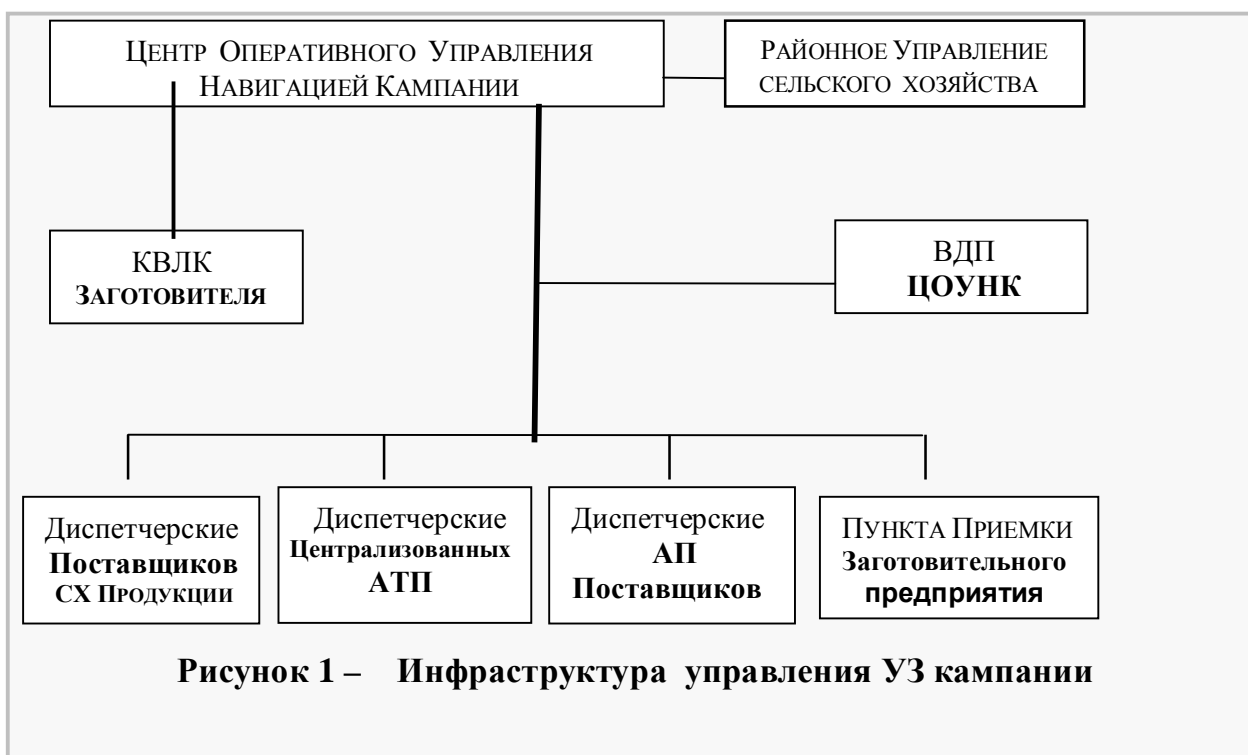 Центр Оперативного Управления
Навигацией Кампании
Районное Управление
сельского хозяйства
КВЛК
Заготовителя
ВДП
ЦОУНК
Диспетчерские
Поставщиков
СХ Продукции
Диспетчерские
Централизованных
АТП
Диспетчерские
АП
Поставщиков
Пункта Приемки
Заготовительного
предприятия
Рисунок 1 – Инфраструктура управления УЗ кампании